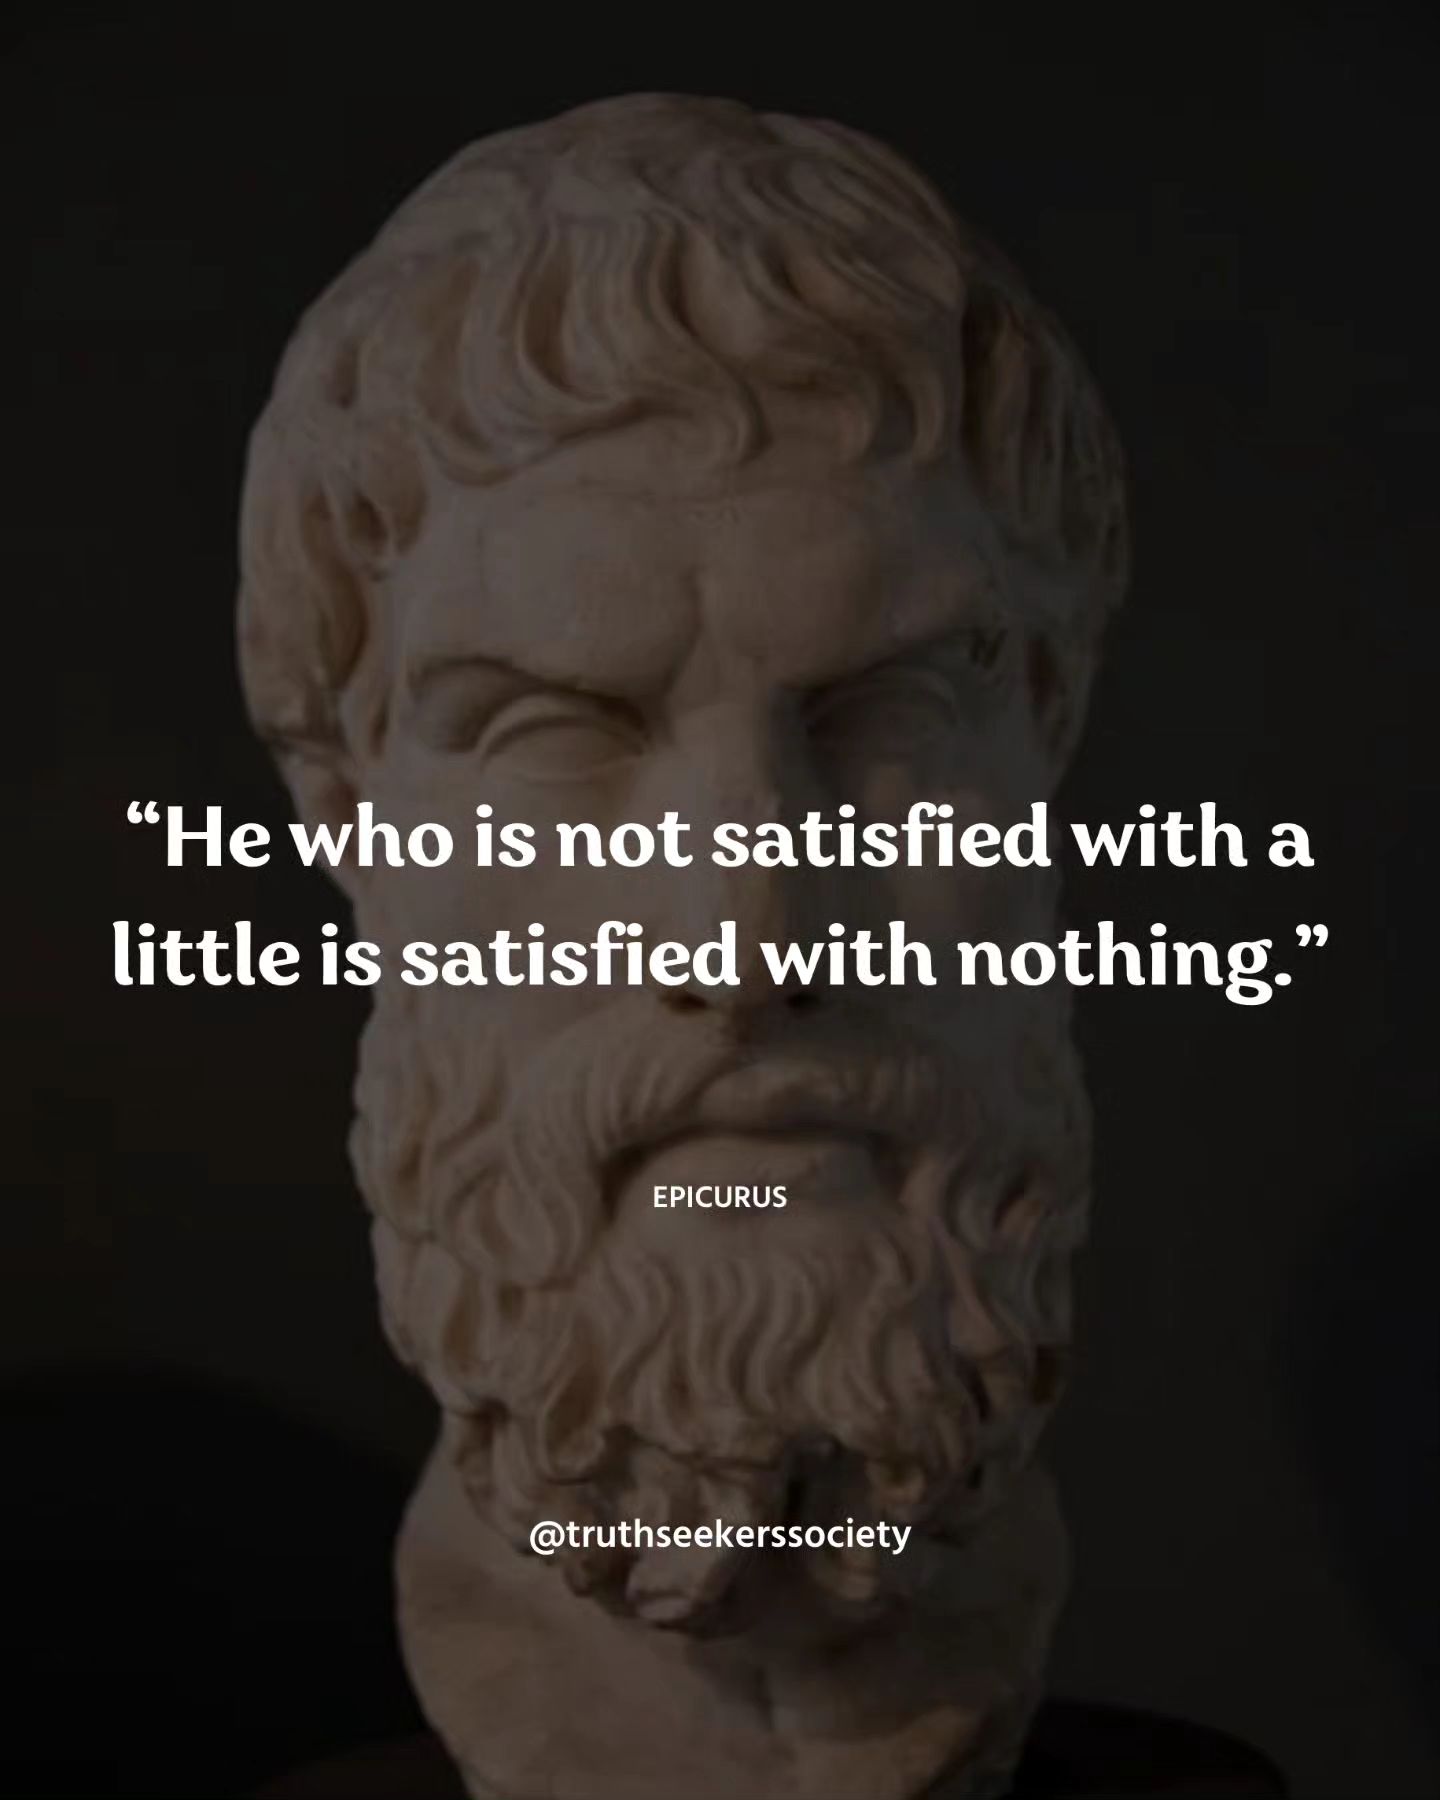 “He who is not satisfied with a
little is satisfied with nothing.”
EPICURUS
@truthseekerssociety